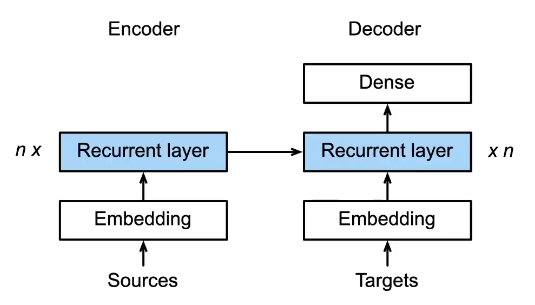 Encoder
Decoder
Dense
n x
Recurrent layer
Recurrent layer
x n
Embedding
Embedding
Sources
Targets